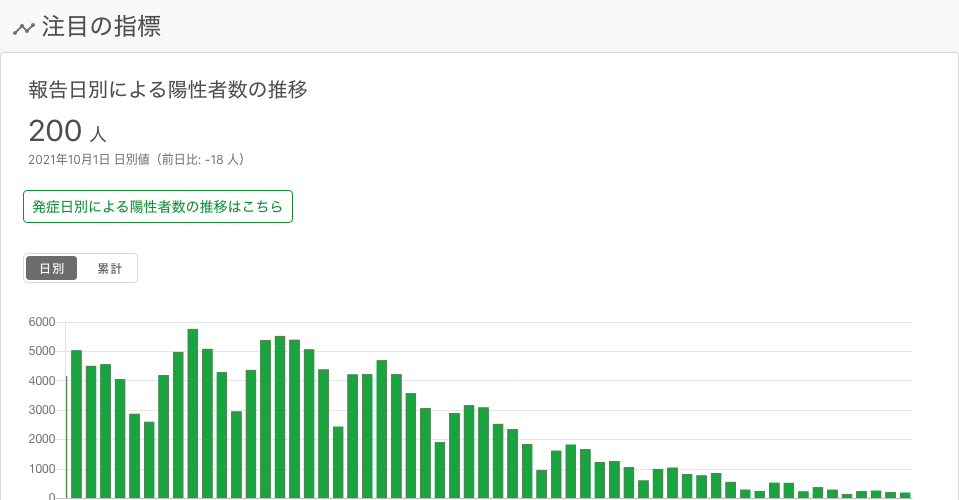 注目の指標
報告日別による陽性者数の推移
200 人
2021年10月1日 日別値（前日比: -18 人）
発症日別による陽性者数の推移はこちら
日別 累計
6000
5000
4000
3000
2000
1000
0